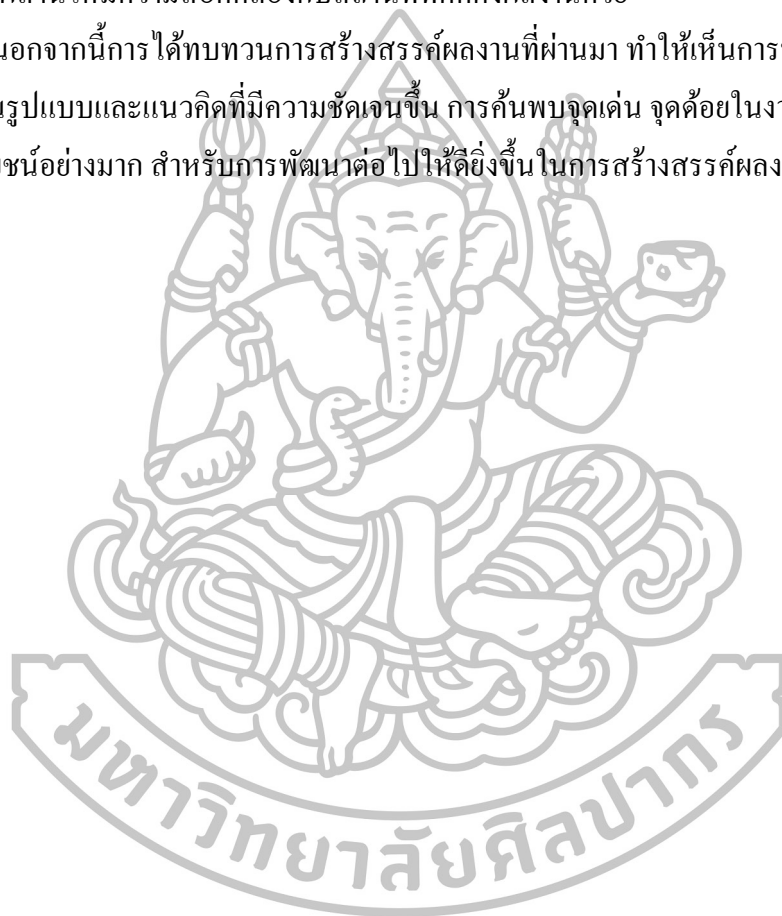 นอกจากนี้การได้ทบทวนการสร้างสรรค์ผลงานที่ผ่านมา ทำให้เห็นการ
รูปแบบและแนวคิดที่มีความชัดเจนขึ้น การค้นพบจุดเด่น จุดด้อยใน
อย่างมาก สำหรับการพัฒนาต่อไปให้ดียิ่งขึ้นในการสร้างสรรค์
มหาวิทยาลัยศิลปากร